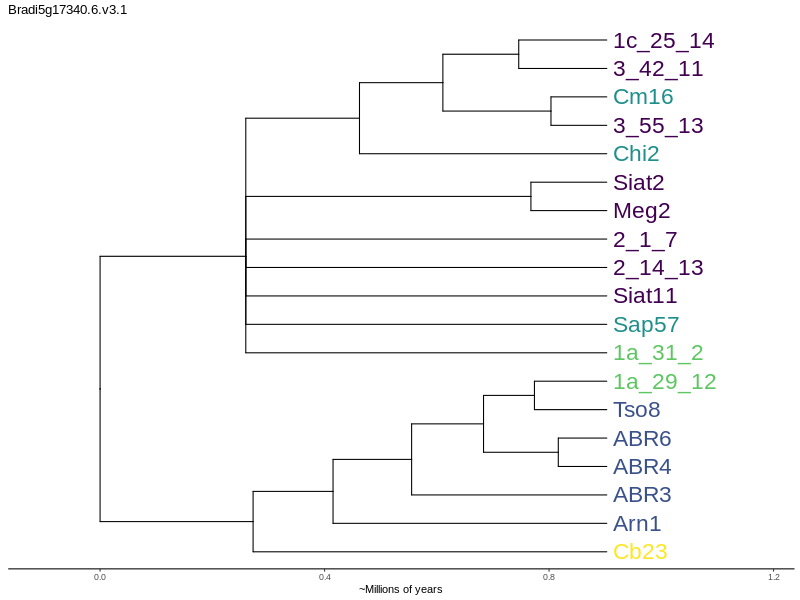 Bradi5g17340.6.v3.1
1c_25_14
3_42_11
Cm16
3_55_13
Chi2
Siat2
Meg2
2_1_7
2_14_13
Siat11
Sap57
1a_31_2
1a_29_12
Tso8
ABR6
ABR4
ABR3
Arn1
Cb23
0.0 0.4 0.8 1.2
~Millions of years